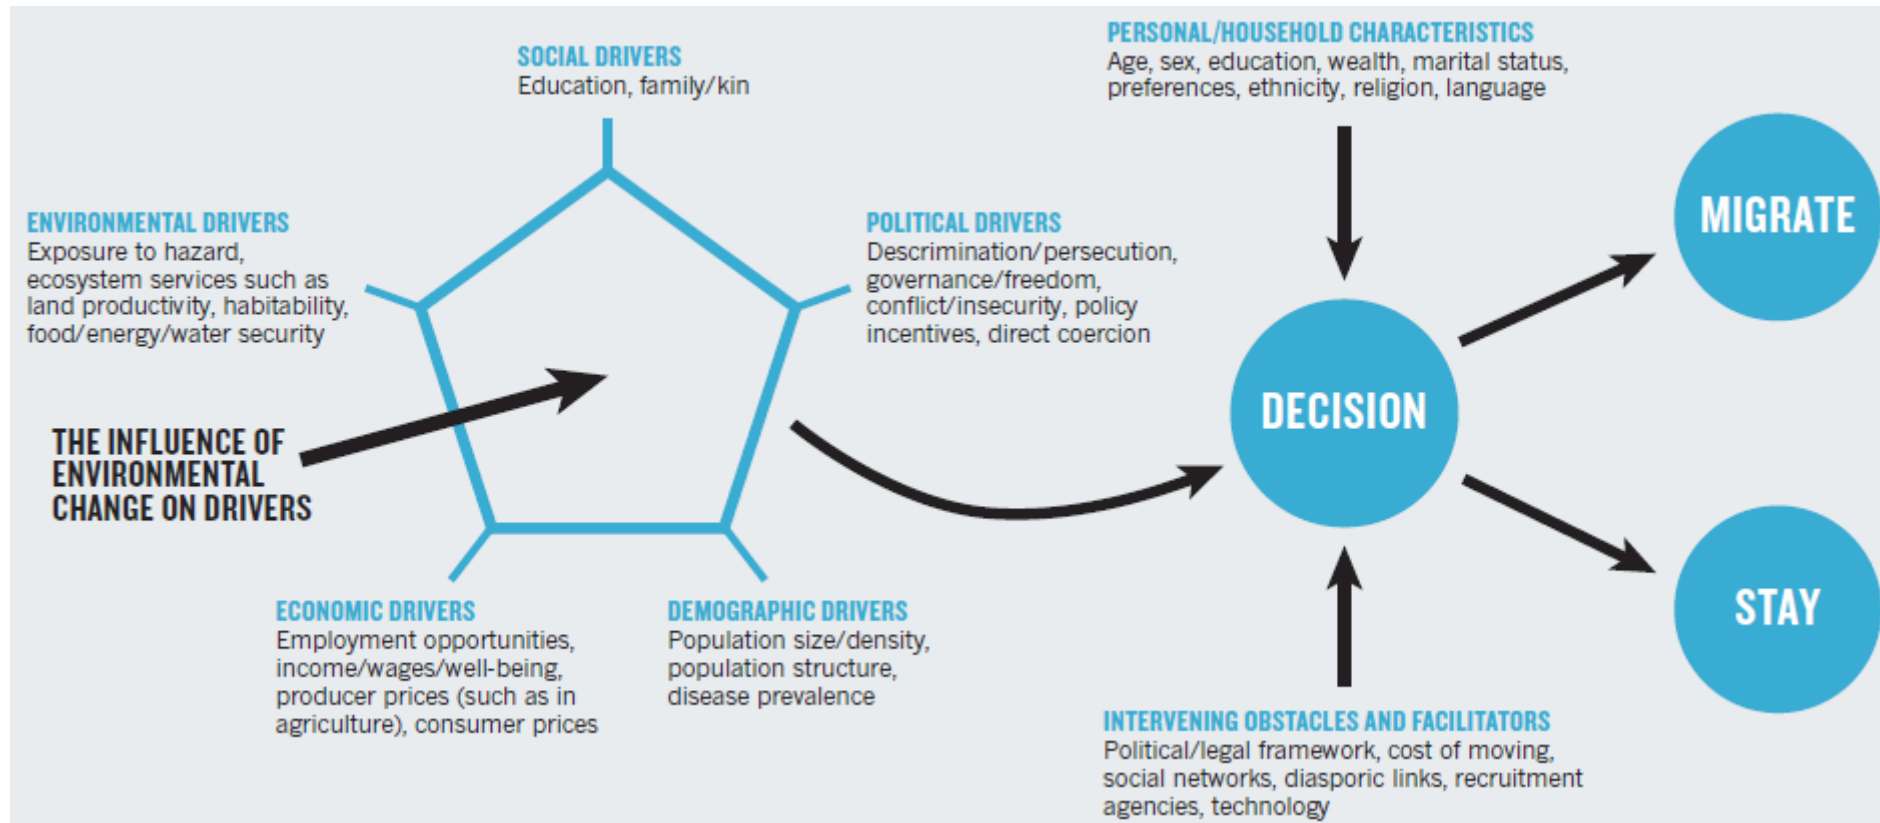 SOCIAL DRIVERS
Education, family/kin
ENVIRONMENTAL DRIVERS
Exposure to hazard,
ecosystem services such as
land productivity, habitability,
food/energy/water security
POLITICAL DRIVERS
Descrimination/persecution,
governance/freedom,
conflict/insecurity, policy
incentives, direct coercion
THE INFLUENCE OF
ENVIRONMENTAL
CHANGE ON DRIVERS
ECONOMIC DRIVERS
Employment opportunities,
income/wages/well-being,
producer prices (such as in
agriculture), consumer prices
DEMOGRAPHIC DRIVERS
Population size/density,
population structure,
disease prevalence
PERSONAL/HOUSEHOLD CHARACTERISTICS
Age, sex, education, wealth, marital status,
preferences, ethnicity, religion, language
DECISION
INTERVENING OBSTACLES AND FACILITATORS
Political/legal framework, cost of moving,
social networks, diasporic links, recruitment
agencies, technology
MIGRATE
STAY